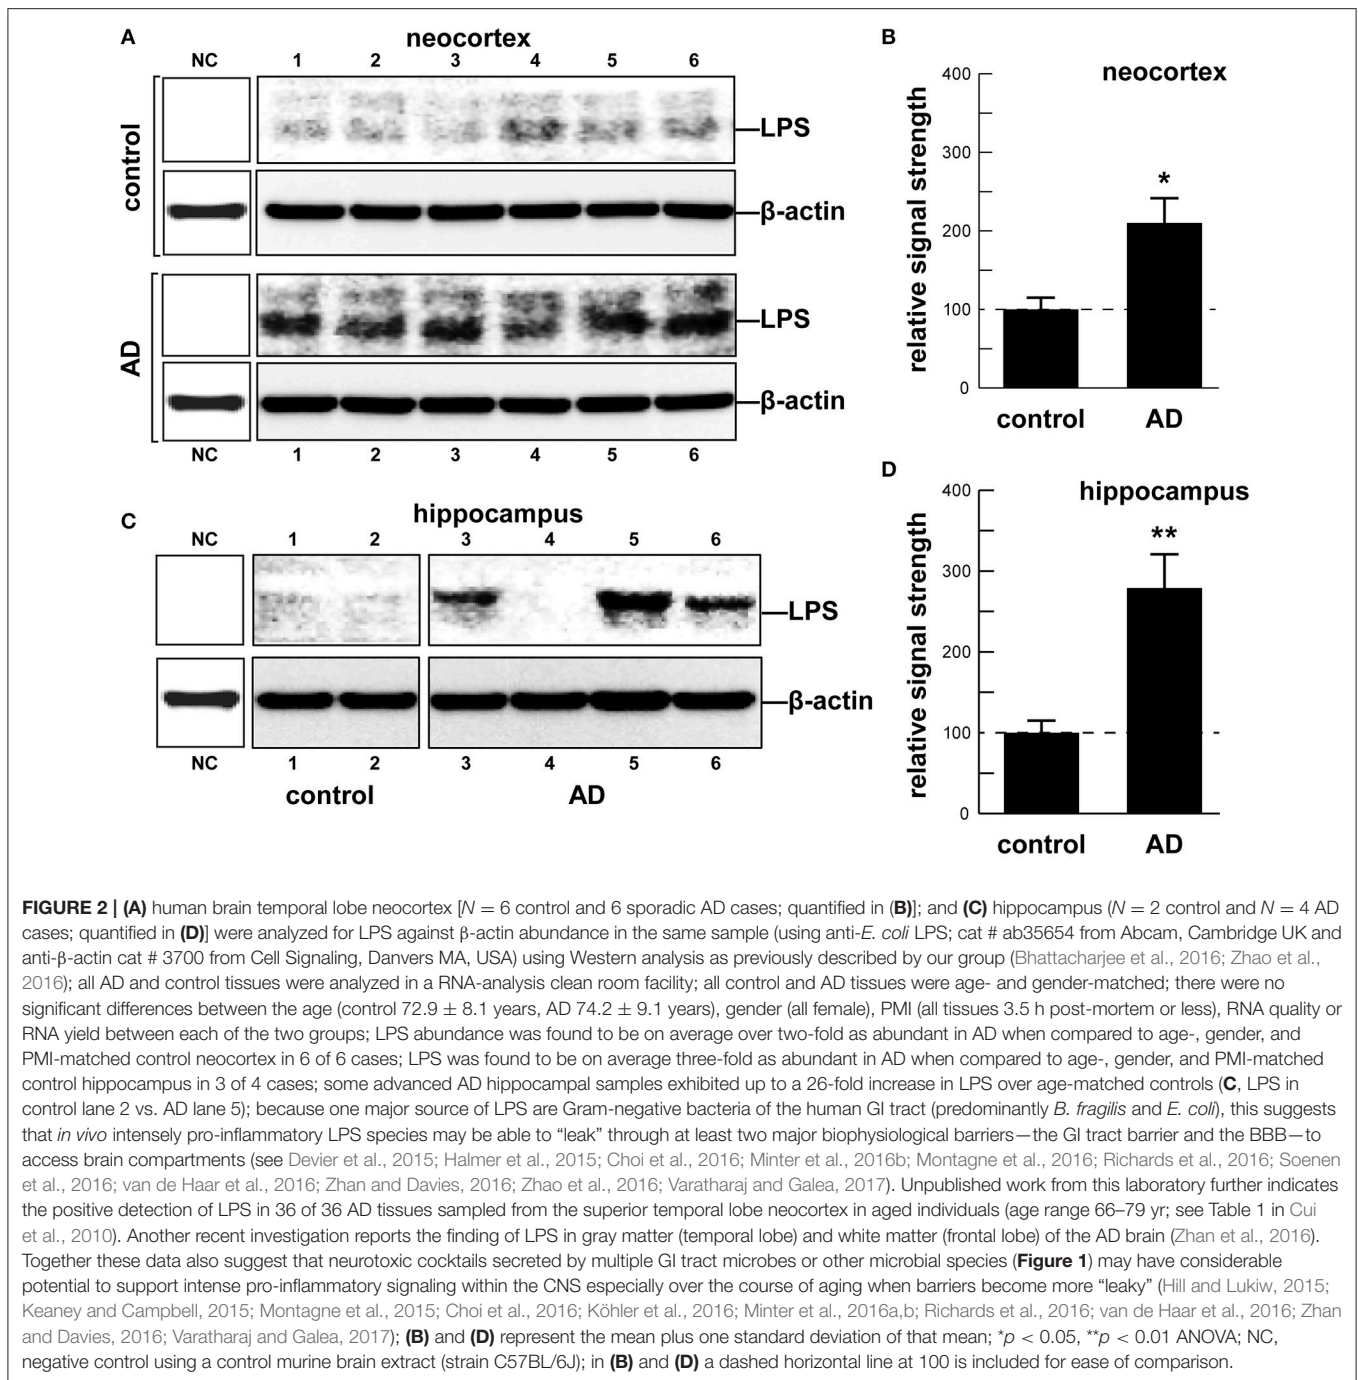 A
neocortex
NC 1 2 3 4 5 6
control
LPS
β-actin
AD
LPS
β-actin
NC 1 2 3 4 5 6
B
neocortex
relative signal strength
400
300
200
100
0
*
control AD
C
hippocampus
NC 1 2 3 4 5 6
LPS
β-actin
NC 1 2 3 4 5 6
control AD
D
hippocampus
relative signal strength
400
300
200
100
0
**
control AD
FIGURE 2 | (A) human brain temporal lobe neocortex [N = 6 control and 6 sporadic AD cases; quantified in (B)]; and (C) hippocampus (N = 2 control and N = 4 AD
cases; quantified in (D)] were analyzed for LPS against β-actin abundance in the same sample (using anti-E. coli LPS; cat # ab35654 from Abcam, Cambridge UK and
anti-β-actin cat # 3700 from Cell Signaling, Danvers MA, USA) using Western analysis as previously described by our group (Bhattacharjee et al., 2016; Zhao et al.,
2016); all AD and control tissues were analyzed in a RNA-analysis clean room facility; all control and AD tissues were age- and gender-matched; there were no
significant differences between the age (control 72.9 ± 8.1 years, AD 74.2 ± 9.1 years), gender (all female), PMI (all tissues 3.5 h post-mortem or less), RNA quality or
RNA yield between each of the two groups; LPS abundance was found to be on average over two-fold as abundant in AD when compared to age-, gender, and
PMI-matched control neocortex in 6 of 6 cases; LPS was found to be on average three-fold as abundant in AD when compared to age-, gender, and PMI-matched
control hippocampus in 3 of 4 cases; some advanced AD hippocampal samples exhibited up to a 26-fold increase in LPS over age-matched controls (C, LPS in
control lane 2 vs. AD lane 5); because one major source of LPS are Gram-negative bacteria of the human GI tract (predominantly B. fragilis and E. coli), this suggests
that in vivo intensely pro-inflammatory LPS species may be able to “leak” through at least two major biophysiological barriers—the GI tract barrier and the BBB—to
access brain compartments (see Devier et al., 2015; Halmer et al., 2015; Choi et al., 2016; Minter et al., 2016b; Montagne et al., 2016; Richards et al., 2016; Soenen
et al., 2016; van de Haar et al., 2016; Zhan and Davies, 2016; Zhao et al., 2016; Varatharaj and Galea, 2017). Unpublished work from this laboratory further indicates
the positive detection of LPS in 36 of 36 AD tissues sampled from the superior temporal lobe neocortex in aged individuals (age range 66–79 yr; see Table 1 in Cui
et al., 2010). Another recent investigation reports the finding of LPS in gray matter (temporal lobe) and white matter (frontal lobe) of the AD brain (Zhan et al., 2016).
Together these data also suggest that neurotoxic cocktails secreted by multiple GI tract microbes or other microbial species (Figure 1) may have considerable
potential to support intense pro-inflammatory signaling within the CNS especially over the course of aging when barriers become more “leaky” (Hill and Lukiw, 2015;
Keaney and Campbell, 2015; Montagne et al., 2015; Choi et al., 2016; Köhler et al., 2016; Minter et al., 2016a,b; Richards et al., 2016; van de Haar et al., 2016; Zhan
and Davies, 2016; Varatharaj and Galea, 2017); (B) and (D) represent the mean plus one standard deviation of that mean; *p < 0.05, **p < 0.01 ANOVA; NC,
negative control using a control murine brain extract (strain C57BL/6J); in (B) and (D) a dashed horizontal line at 100 is included for ease of comparison.